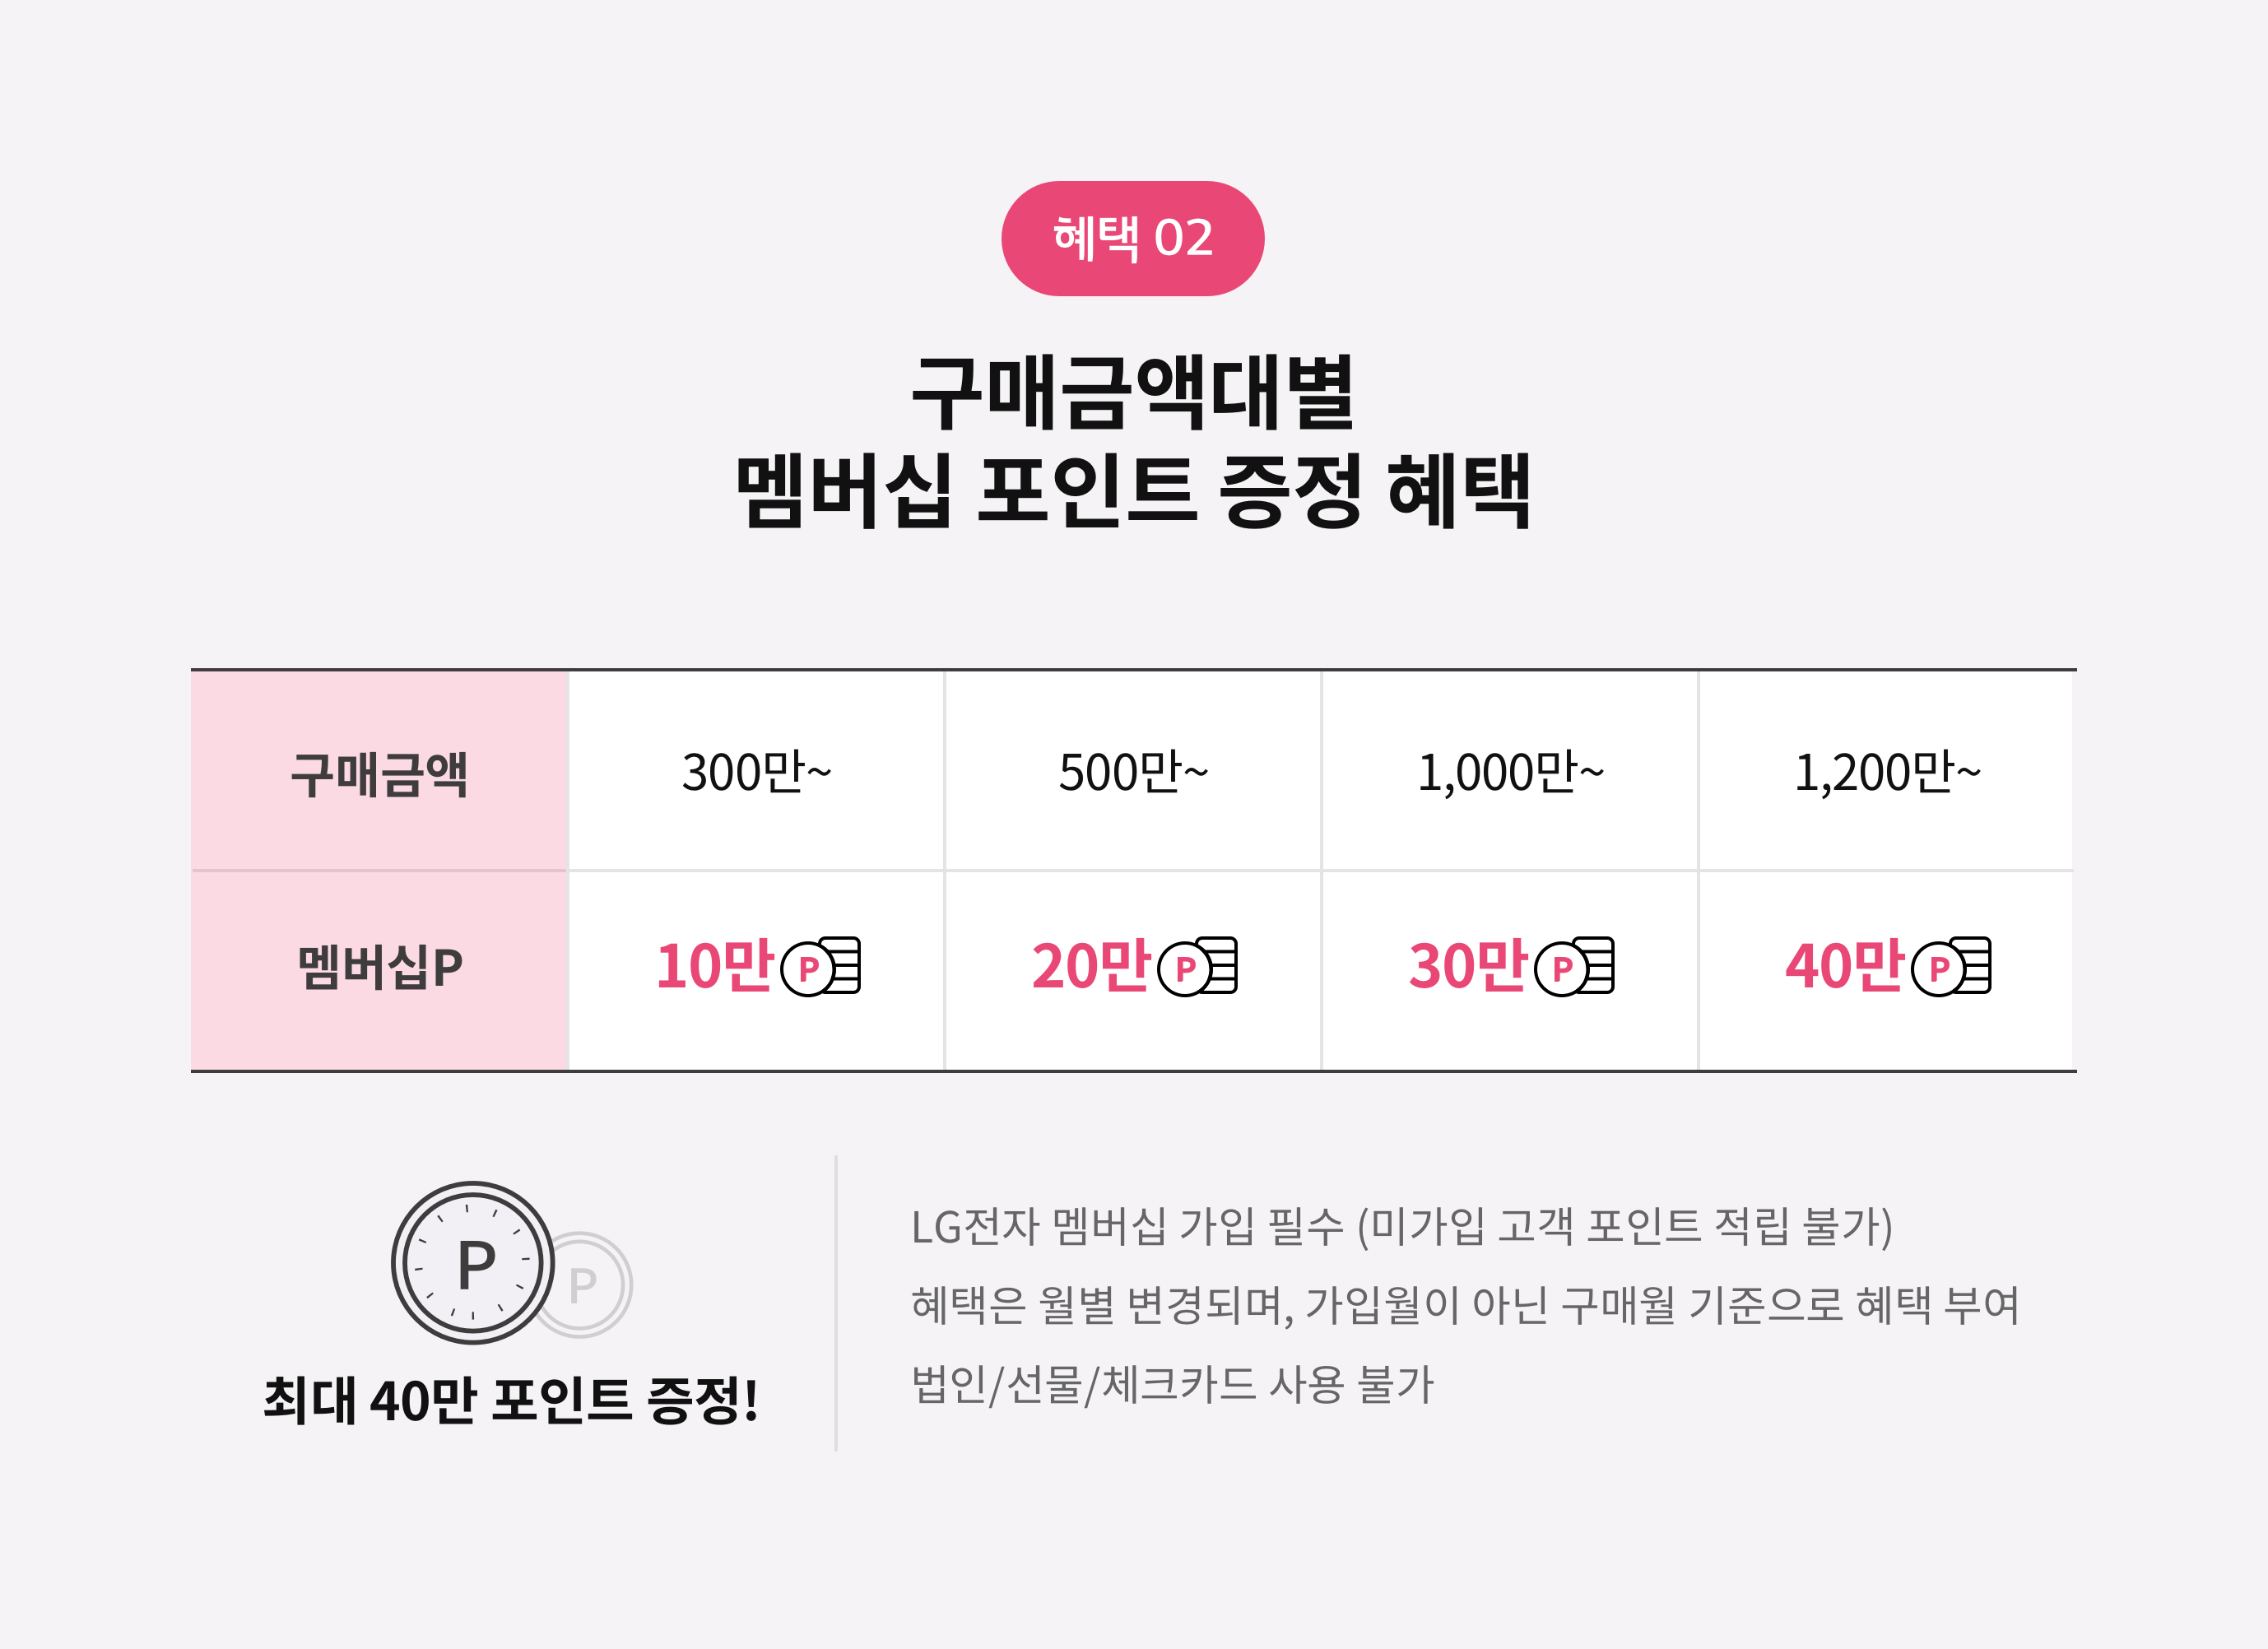 혜택 02
구매금액대별
멤버십 포인트 증정 혜택
구매금액 300만~ 500만~ 1,000만~ 1,200만~
멤버십P 10만 P 20만 P 30만 P 40만 P
P P
최대 40만 포인트 증정!
LG전자 멤버십 가입 필수 (미가입 고객 포인트 적립 불가)
혜택은 월별 변경되며, 가입월이 아닌 구매월 기준으로 혜택 부여
법인/선물/체크카드 사용 불가